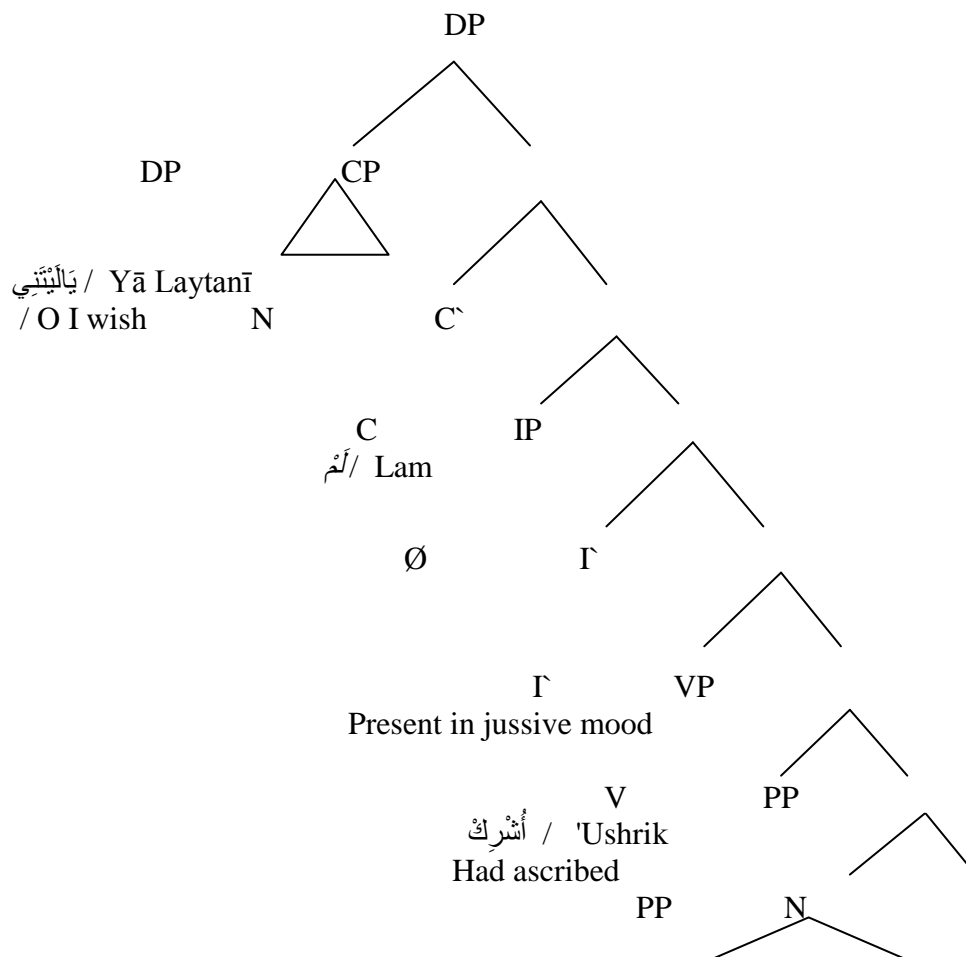 DP
DP CP
يَالَيْتَنِي / Yā Laytanī
/ O I wish N C`
C IP
لَمْ/ Lam
Ø I`
I` VP
Present in jussive mood
V PP
أُشْرِكْ / 'Ushrik
Had ascribed
PP N